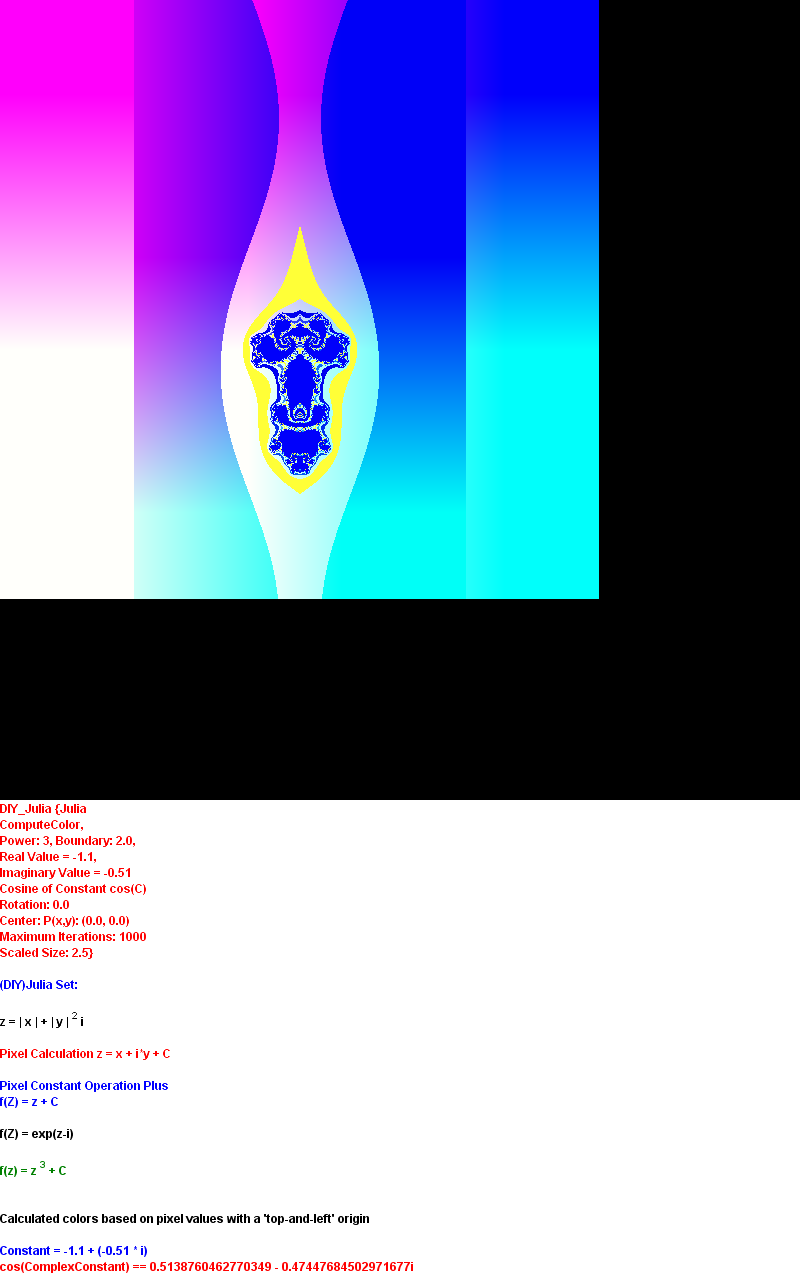 DIY_Julia {Julia
ComputeColor,
Power: 3, Boundary: 2.0,
Real Value = -1.1,
Imaginary Value = -0.51
Cosine of Constant cos(C)
Rotation: 0.0
Center: P(x,y): (0.0, 0.0)
Maximum Iterations: 1000
Scaled Size: 2.5}
(DIY)Julia Set:
z = | x | + | y | 2 i
Pixel Calculation z = x + i*y + C
Pixel Constant Operation Plus
f(Z) = z + C
f(Z) = exp(z-i)
f(z) = z 3 + C
Calculated colors based on pixel values with a 'top-and-left' origin
Constant = -1.1 + (-0.51 * i)
cos(ComplexConstant) == 0.5138760462770349 - 0.47447684502971677i